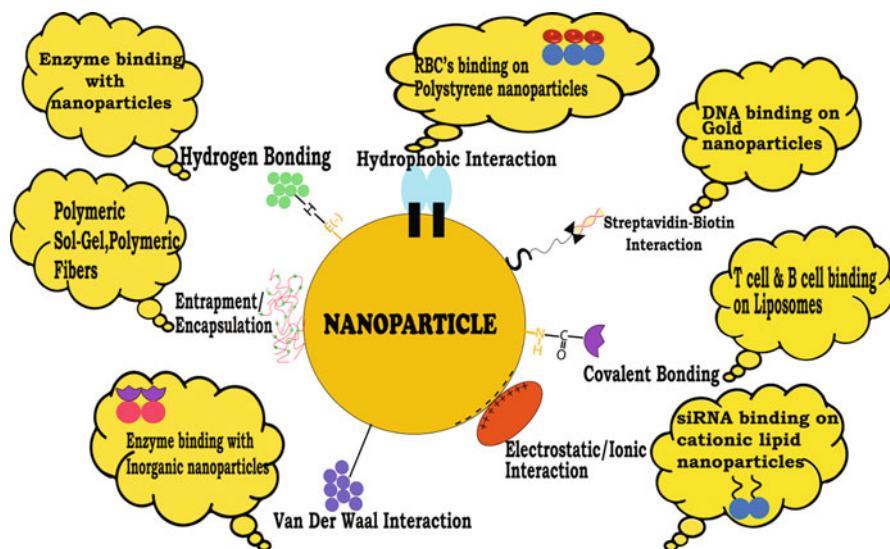 Enzyme binding
with
nanoparticles
Hydrogen Bonding
H
E(-)
RBC's binding on
Polystyrene nanoparticles
Hydrophobic Interaction
DNA binding on
Gold
nanoparticles
Streptavidin-Biotin
Interaction
Polymeric
Sol-Gel,Polymeric
Fibers
Entrapment/
Encapsulation
NANOPARTICLE
T cell & B cell binding
on Liposomes
N
H
C
O
Covalent Bonding
Enzyme binding with
Inorganic nanoparticles
Van Der Waal Interaction
Electrostatic/Ionic
Interaction
siRNA binding on
cationic lipid
nanoparticles